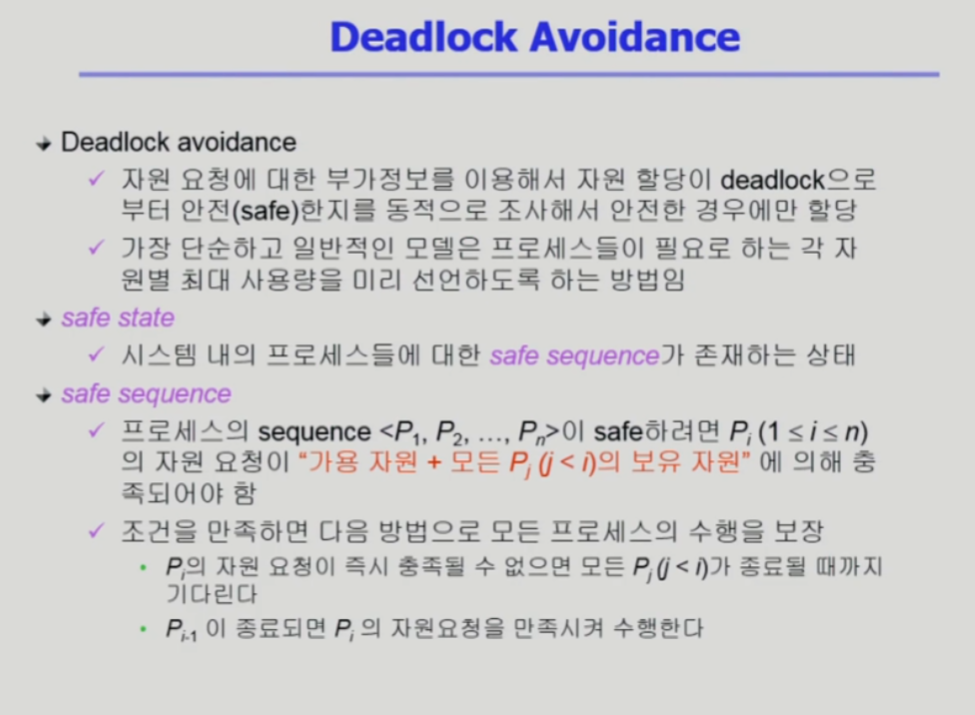 Deadlock Avoidance
Deadlock avoidance
자원 요청에 대한 부가정보를 이용해서 자원 할당이 deadlock으로
부터 안전(safe)한지를 동적으로 조사해서 안전한 경우에만 할당
가장 단순하고 일반적인 모델은 프로세스들이 필요로 하는 각 자
원별 최대 사용량을 미리 선언하도록 하는 방법임
safe state
시스템 내의 프로세스들에 대한 safe sequence가 존재하는 상태
safe sequence
프로세스의 sequence <P1, P2, …, Pn>이 safe하려면 Pi (1 ≤ i ≤ n)
의 자원 요청이 “가용 자원 + 모든 Pj (j < i)의 보유 자원” 에 의해 충
족되어야 함
조건을 만족하면 다음 방법으로 모든 프로세스의 수행을 보장
• Pi의 자원 요청이 즉시 충족될 수 없으면 모든 Pj (j < i)가 종료될 때까지
기다린다
• Pi-1 이 종료되면 Pi 의 자원요청을 만족시켜 수행한다